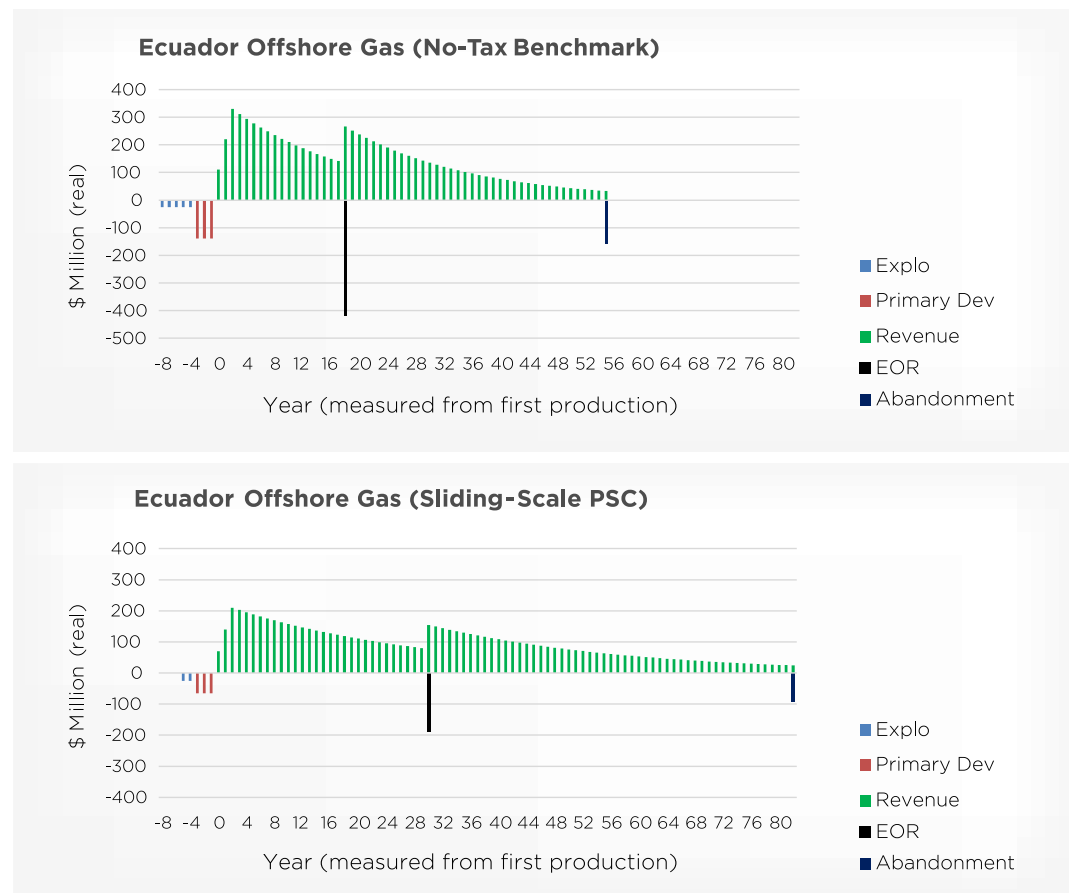 Ecuador Offshore Gas (No-Tax Benchmark)
400
300
200
100
0
-100
-200
-300
-400
-500
$ Million (real)
-8 -4 0 4 8 12 16 20 24 28 32 36 40 44 48 52 56 60 64 68 72 76 80
Year (measured from first production)
Explo
Primary Dev
Revenue
EOR
Abandonment
Ecuador Offshore Gas (Sliding-Scale PSC)
400
300
200
100
0
-100
-200
-300
-400
$ Million (real)
-8 -4 0 4 8 12 16 20 24 28 32 36 40 44 48 52 56 60 64 68 72 76 80
Year (measured from first production)
Explo
Primary Dev
Revenue
EOR
Abandonment